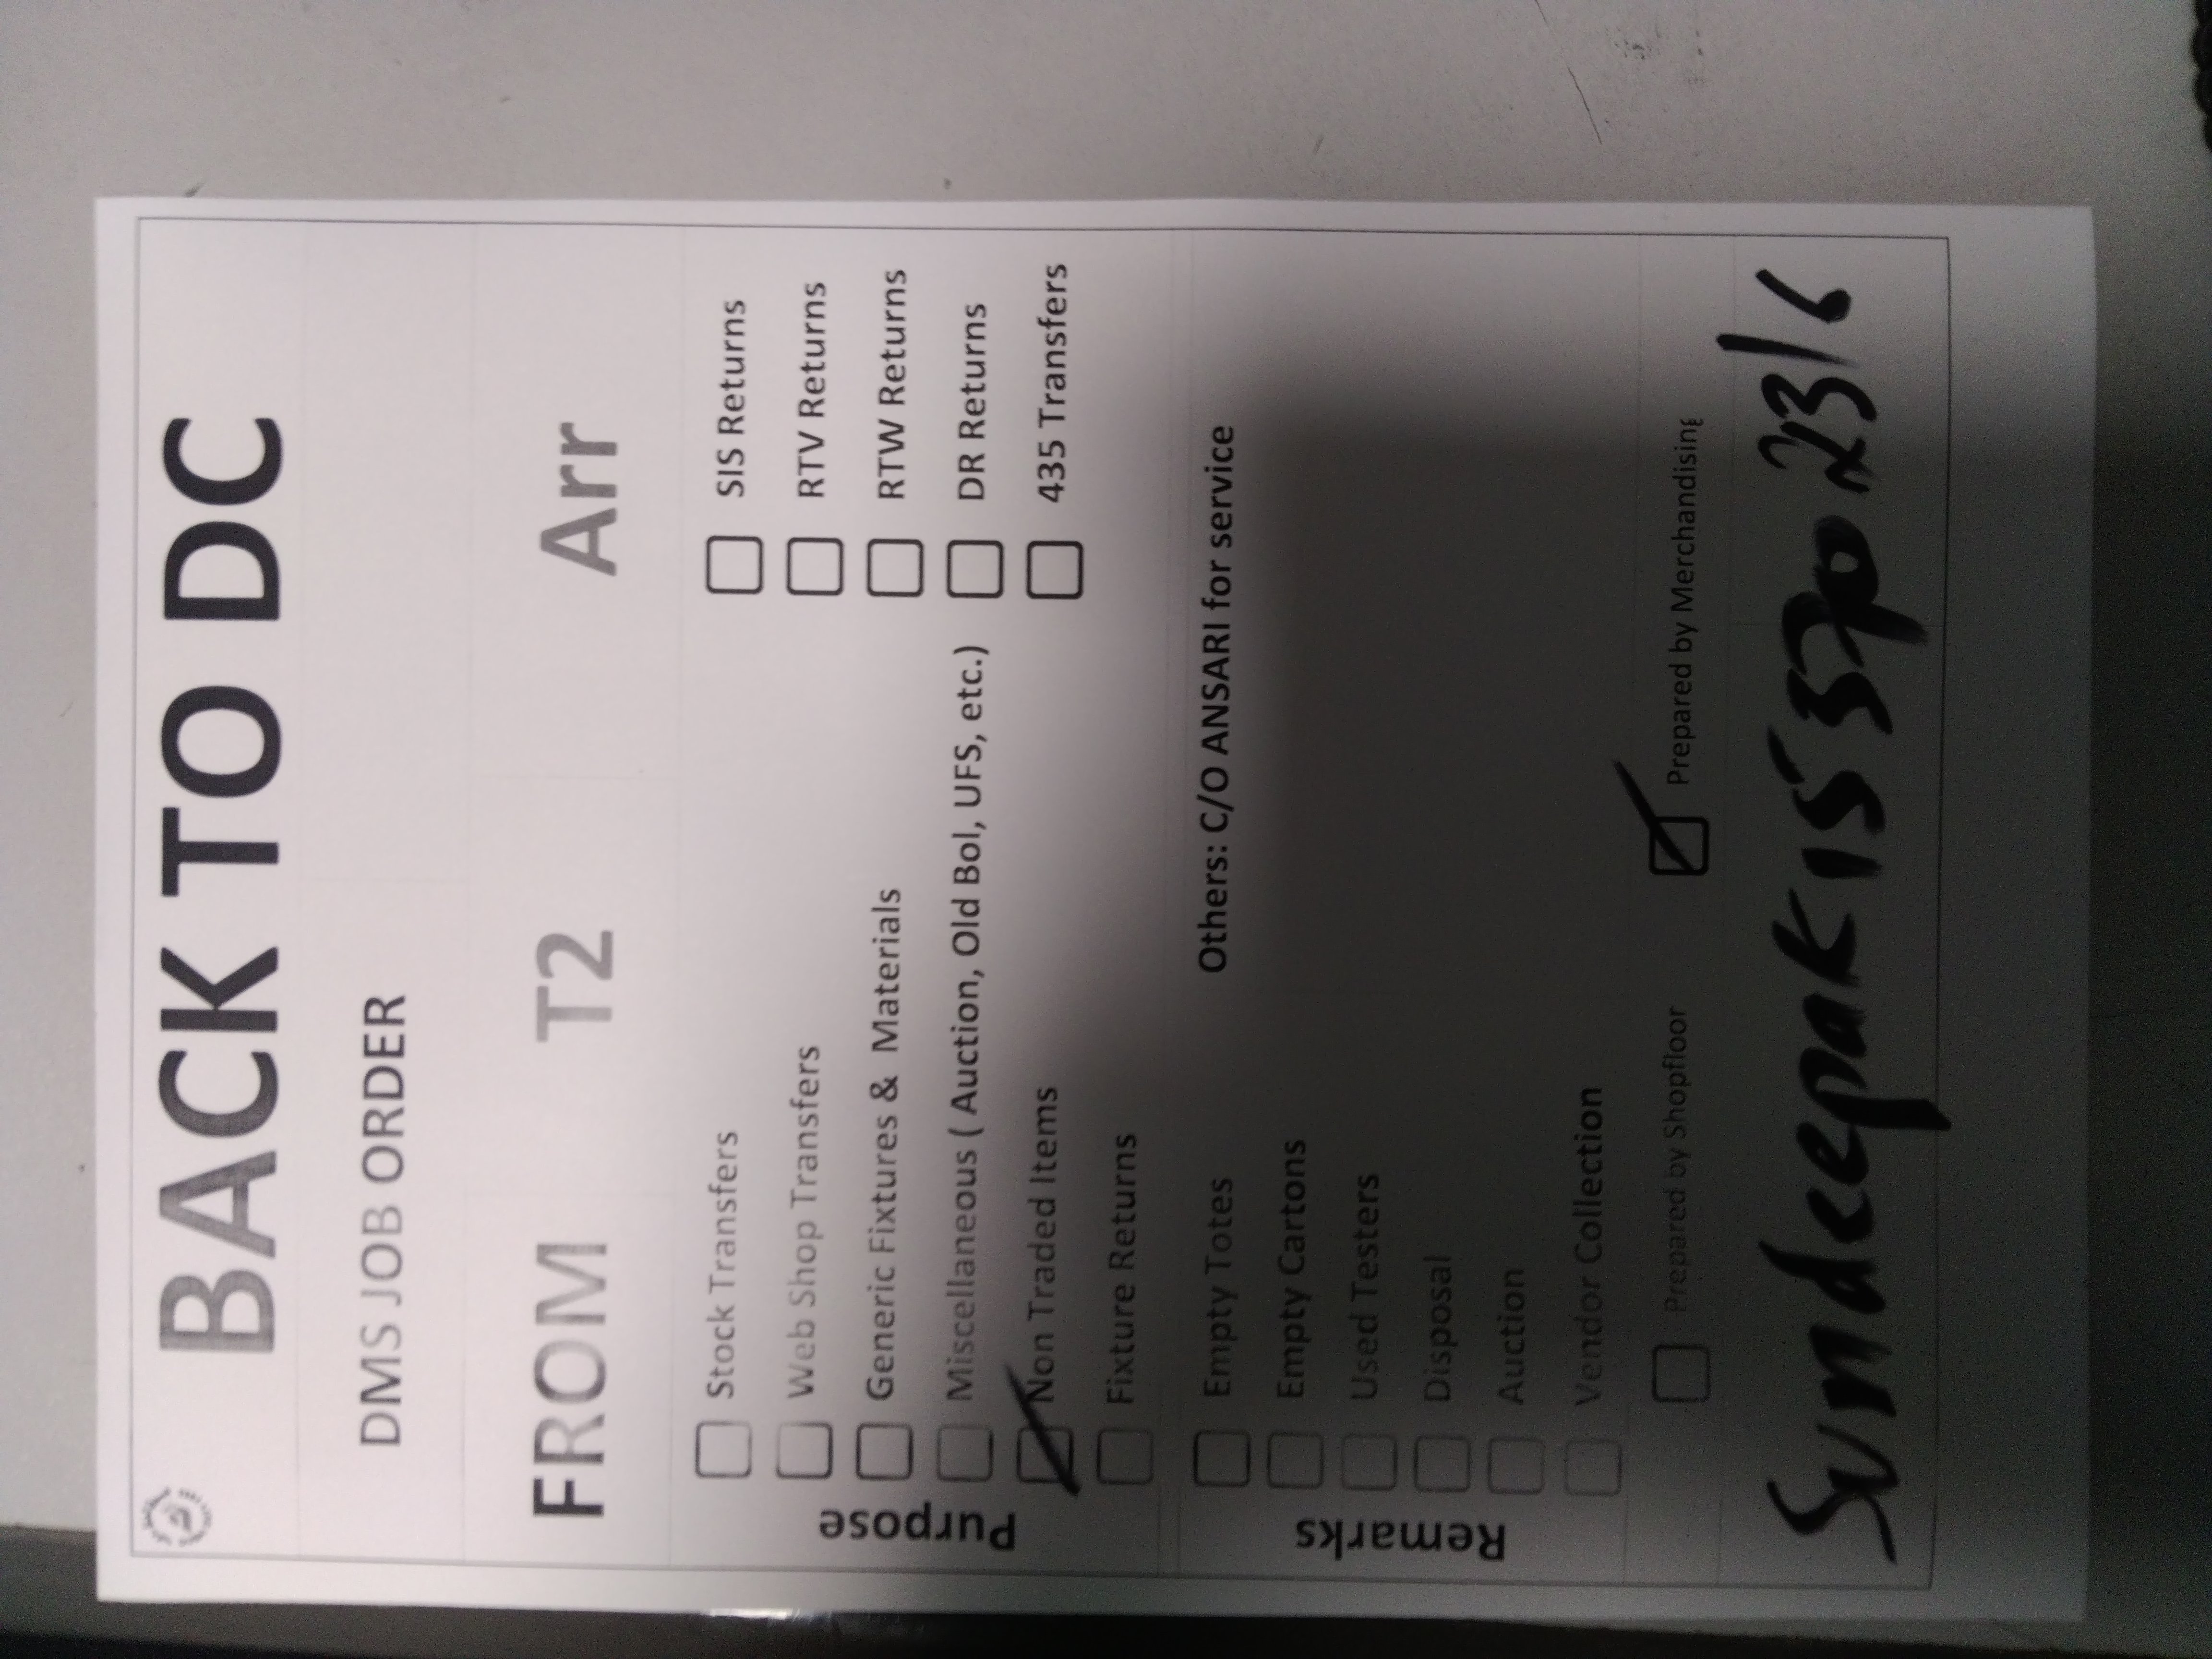 BACK TO DC
DMS JOB ORDER
FROM T2 Arr
Purpose
Stock Transfers
Web Shop Transfers
Generic Fixtures & Materials
Miscellaneous ( Auction, Old Bol, UFS, etc.)
Non Traded Items
Fixture Returns
SIS Returns
RTV Returns
RTW Returns
DR Returns
435 Transfers
Remarks
Empty Totes
Empty Cartons
Used Testers
Disposal
Auction
Vendor Collection
Others: C/O ANSARI for service
Prepared by Shopfloor
Prepared by Merchandising
Sundeepak 23/6